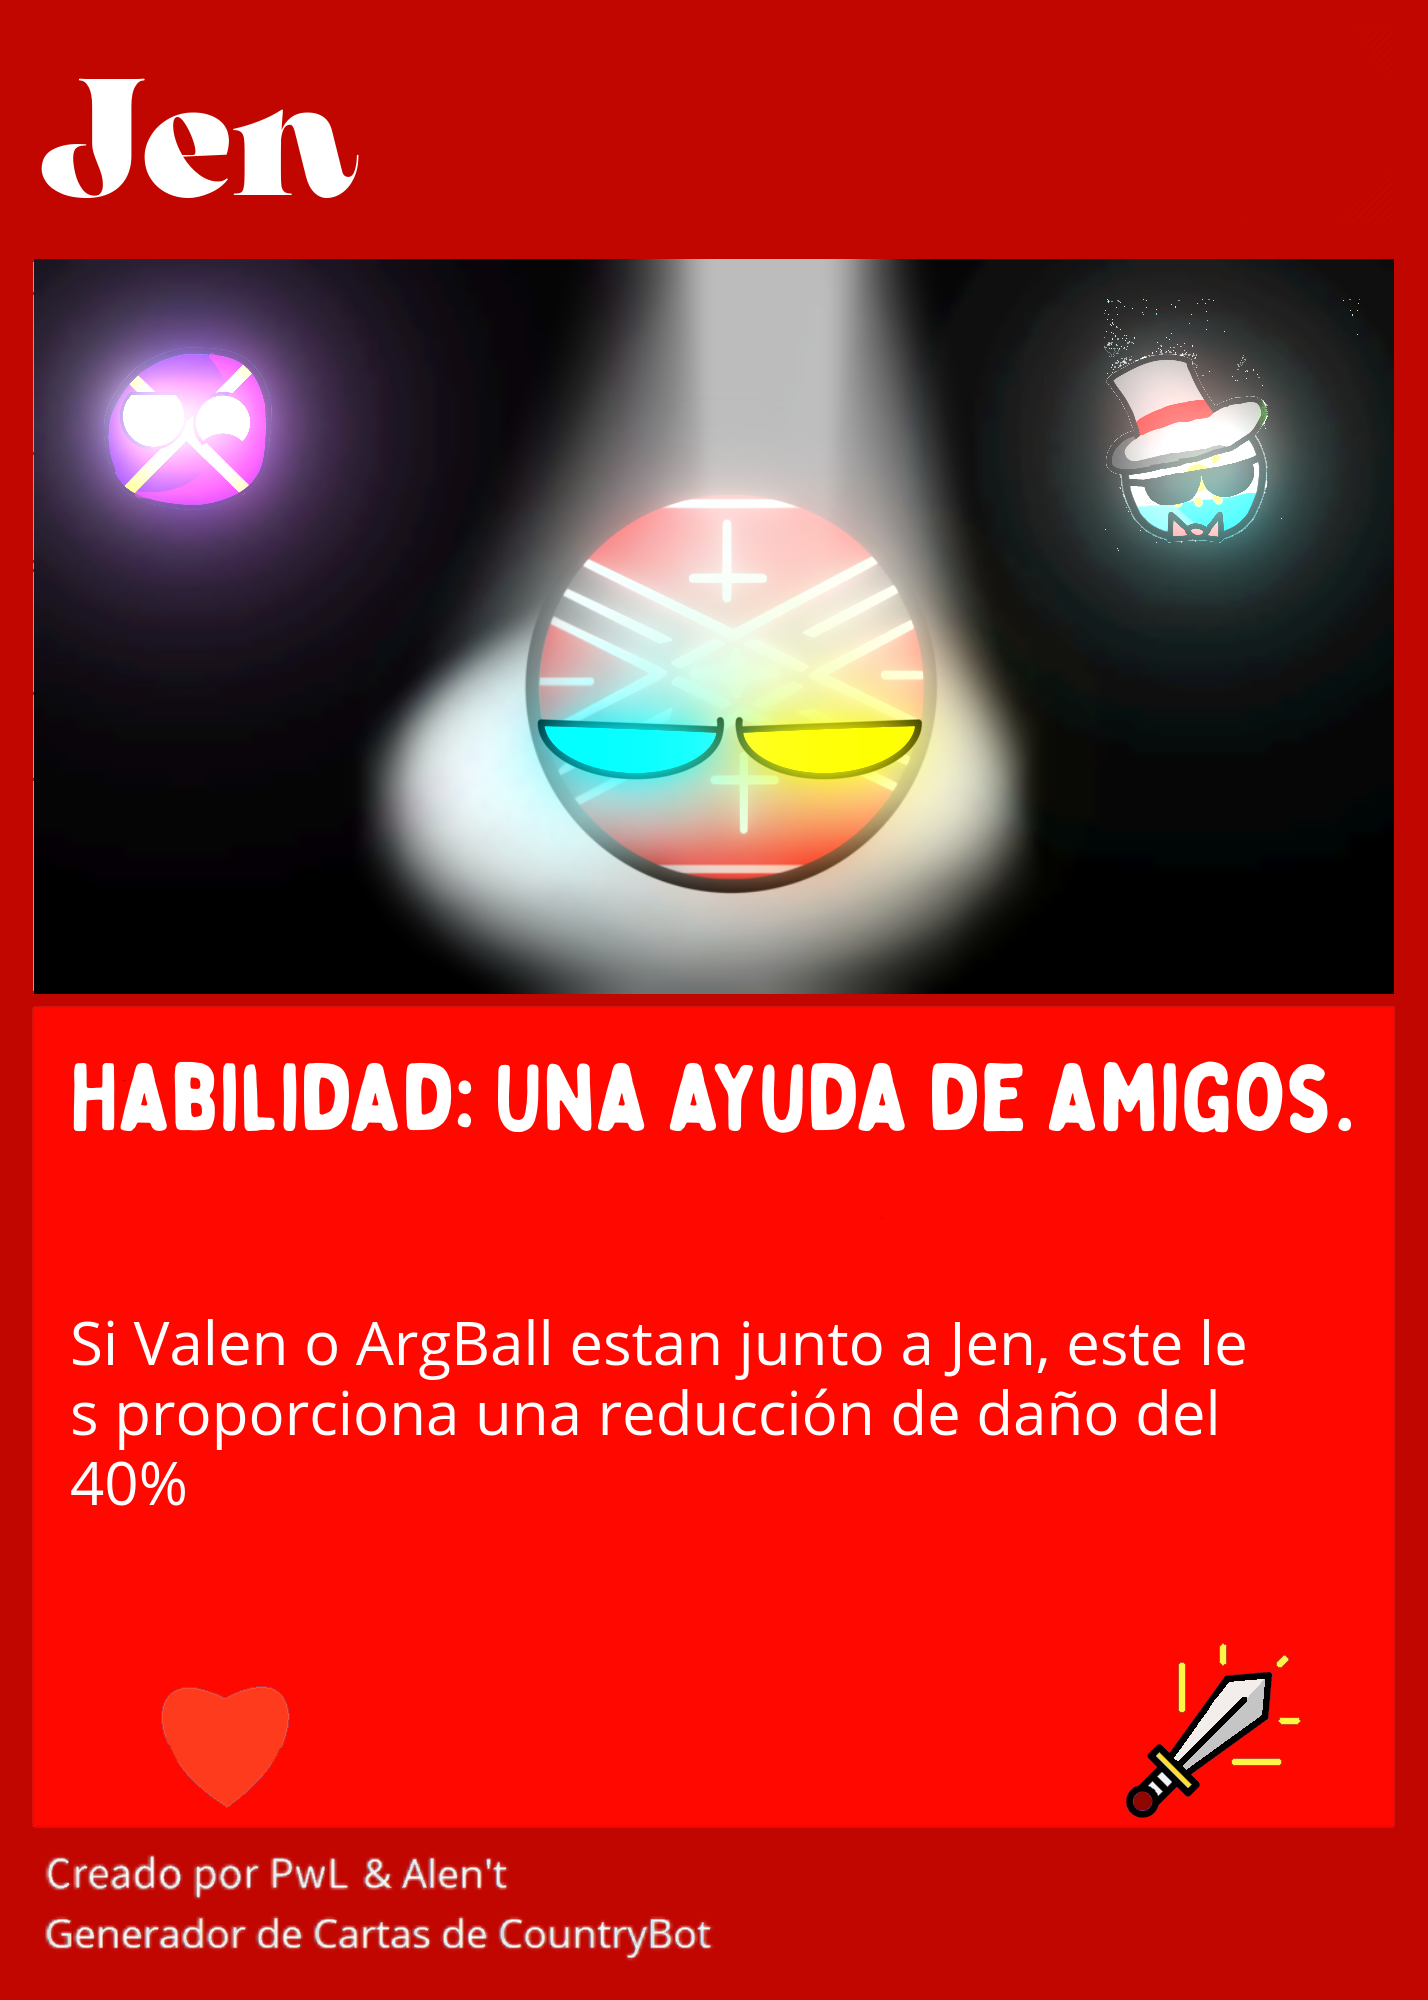 Jen
HABILIDAD: UNA AYUDA DE AMIGOS.
Si Valen o ArgBall estan junto a Jen, este le
s proporciona una reducción de daño del
40%
Creado por PwL & Alen't
Generador de Cartas de CountryBot